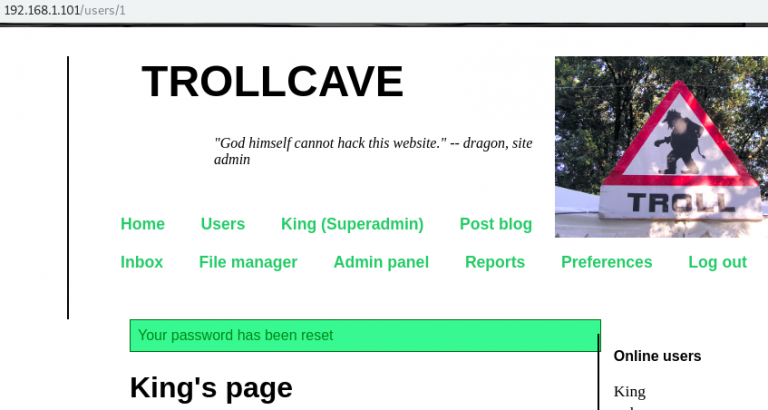 192.168.1.101/users/1
TROLLCAVE
"God himself cannot hack this website." -- dragon, site
admin
TROLL
Home Users King (Superadmin) Post blog
Inbox File manager Admin panel Reports Preferences Log out
Your password has been reset
Online users
King's page
King